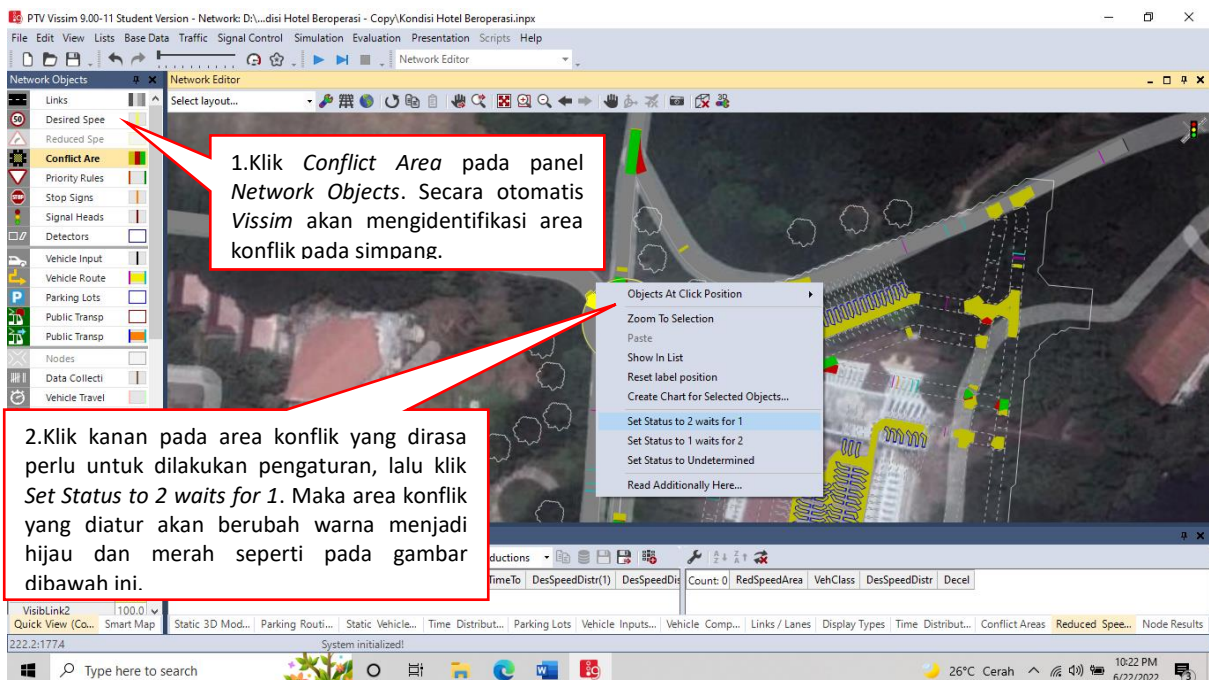 PTV Vissim 9.00-11 Student Version - Network: D:\...disi Hotel Beroperasi - Copy\Kondisi Hotel Beroperasi.inpx
File Edit View Lists Base Data Traffic Signal Control Simulation Evaluation Presentation Scripts Help
Network Editor
Network Objects
Network Editor
Select layout...
Links
Desired Spee
Reduced Spe
Conflict Are
Priority Rules
Stop Signs
Signal Heads
Detectors
Vehicle Input
Vehicle Route
Parking Lots
Public Transp
Public Transp
Nodes
Data Collecti
Vehicle Travel
1.Klik Conflict Area pada panel
Network Objects. Secara otomatis
Vissim akan mengidentifikasi area
konflik pada simpang.
Objects At Click Position
Zoom To Selection
Paste
Show In List
Reset label position
Create Chart for Selected Objects...
Set Status to 2 waits for 1
Set Status to 1 waits for 2
Set Status to Undetermined
Read Additionally Here...
2.Klik kanan pada area konflik yang dirasa
perlu untuk dilakukan pengaturan, lalu klik
Set Status to 2 waits for 1. Maka area konflik
yang diatur akan berubah warna menjadi
hijau dan merah seperti pada gambar
dibawah ini.
ductions
TimeTo DesSpeedDistr(1) DesSpeedDis Count: 0 RedSpeedArea VehClass DesSpeedDistr Decel
VisibLink2 100.0
Quick View (Co... Smart Map Static 3D Mod... Parking Routi... Static Vehicle... Time Distribut... Parking Lots Vehicle Inputs... Vehicle Comp... Links / Lanes Display Types Time Distribut... Conflict Areas Reduced Spee... Node Results
222.2:177.4 System initialized!
Type here to search 26°C Cerah 10:22 PM
6/22/2022